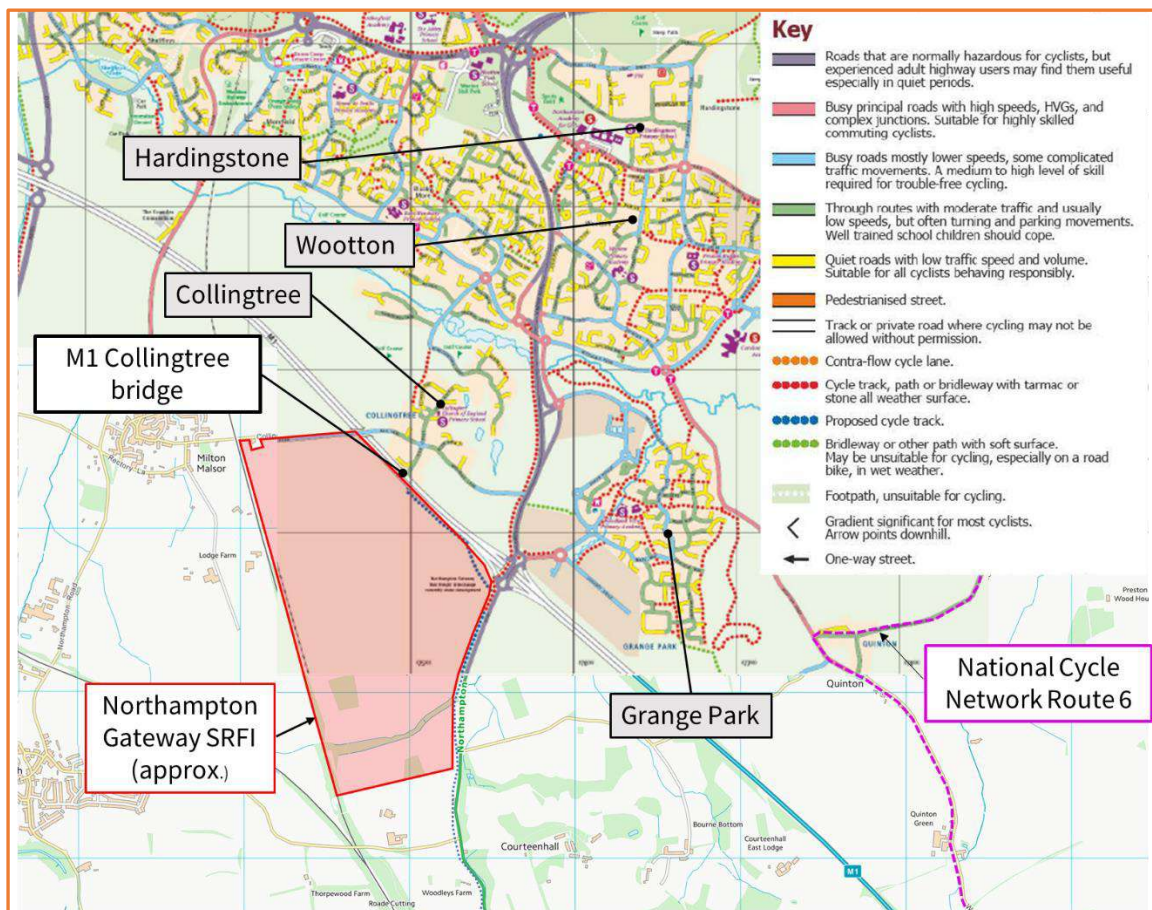 Key
Roads that are normally hazardous for cyclists, but
experienced adult highway users may find them useful
especially in quiet periods.
Busy principal roads with high speeds, HVGs, and
complex junctions. Suitable for highly skilled
commuting cyclists.
Busy roads mostly lower speeds, some complicated
traffic movements. A medium to high level of skill
required for trouble-free cycling.
Through routes with moderate traffic and usually
low speeds, but often turning and parking movements.
Well trained school children should cope.
Quiet roads with low traffic speed and volume.
Suitable for all cyclists behaving responsibly.
Pedestrianised street.
Track or private road where cycling may not be
allowed without permission.
Contra-flow cycle lane.
Cycle track, path or bridleway with tarmac or
stone all weather surface.
Proposed cycle track.
Bridleway or other path with soft surface.
May be unsuitable for cycling, especially on a road
bike, in wet weather.
Footpath, unsuitable for cycling.
Gradient significant for most cyclists.
Arrow points downhill.
One-way street.
Hardingstone
Wootton
Collingtree
M1 Collingtree
bridge
Northampton
Gateway SRFI
(approx.)
Grange Park
National Cycle
Network Route 6
COLLINGTREE
Milton
Malsor
Rectory La
Lodge Farm
Northampton Road
M1
Northampton
GRANGE PARK
QUINTON
Quinton
Preston
Wood Hou
Quinton
Green
Bourne Bottom
Courteenhall
East Lodge
Courteenhall
M1
Thorpewood Farm
Roade Cutting
Woodleys Farm